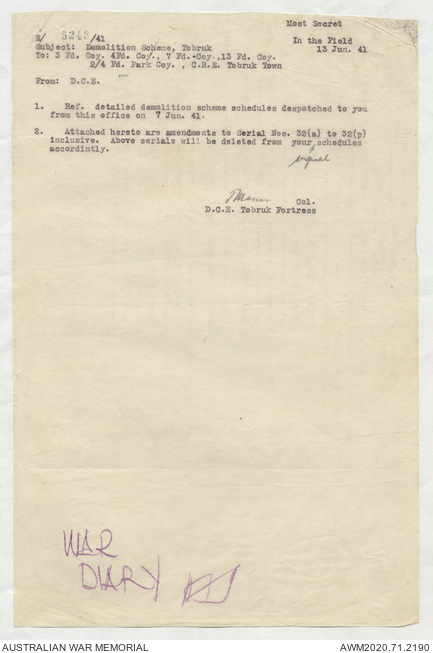 Most Secret
E/ 5243 /41
In the Field
Subject: Demolition Scheme, Tobruk
13 Jun. 41
To: 3 Fd. Coy. 4Fd. Coy., 7 Fd. Coy.,13 Fd. Coy.
2/4 Fd. Park Coy. , C.R.E. Tobruk Town
From: D.C.E.
1. Ref. detailed demolition scheme schedules despatched to you
from this office on 7 Jun. 41.
2. Attached hereto are amendments to Serial Nos. 32(a) to 32(p)
inclusive. Above serials will be deleted from your original schedules
accordintly.
Mann Col.
D.C.E. Tobruk Fortress
WAR
DIARY
AUSTRALIAN WAR MEMORIAL
AWM2020.71.2190